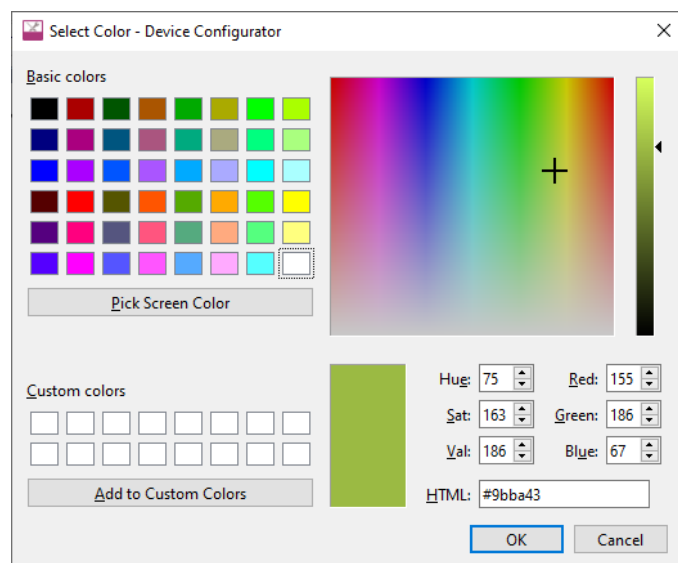 Select Color - Device Configurator
Basic colors
Pick Screen Color
Custom colors
Add to Custom Colors
Hue: 75 Red: 155
Sat: 163 Green: 186
Val: 186 Blue: 67
HTML: #9bba43
OK Cancel